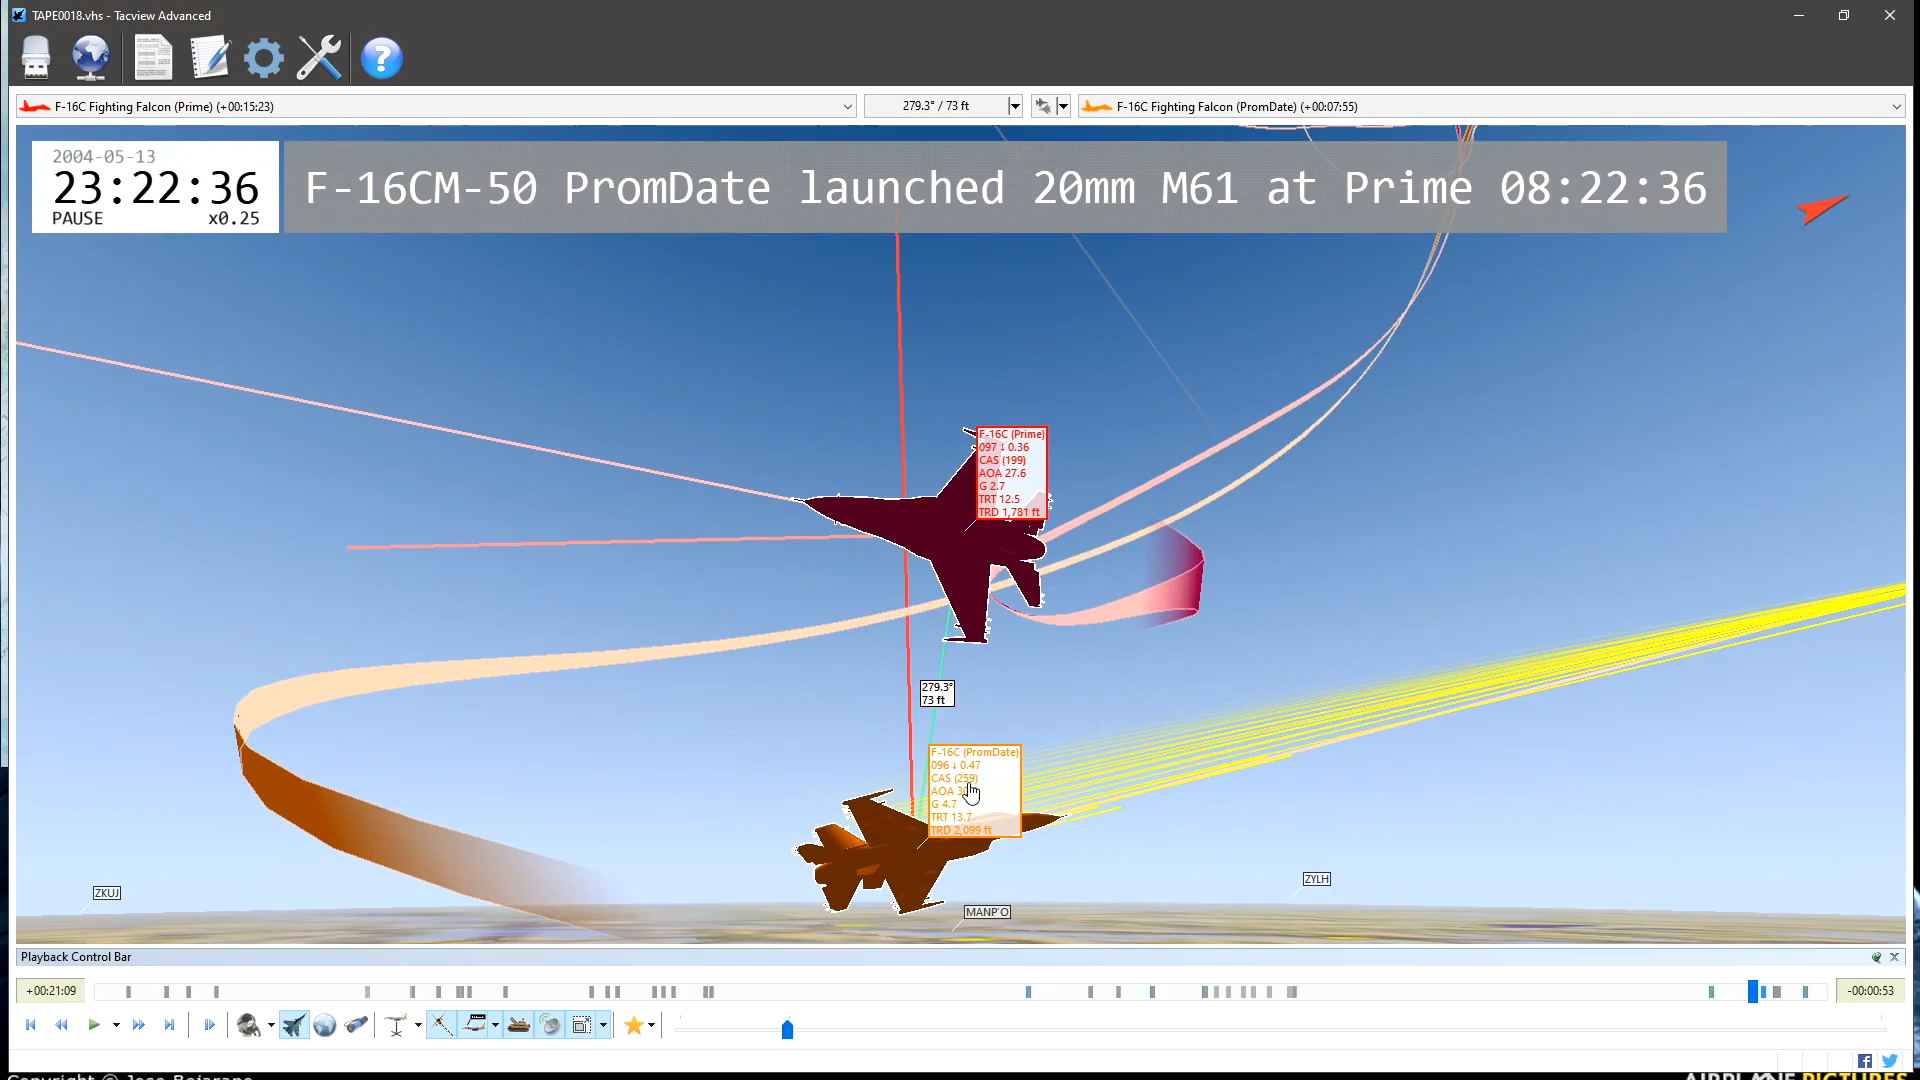 TAPE0018.vhs - Tacview Advanced
F-16C Fighting Falcon (Prime) (+00:15:23)
279.3° / 73 ft
F-16C Fighting Falcon (PromDate) (+00:07:55)
2004-05-13
23:22:36
PAUSE x0.25
F-16CM-50 PromDate launched 20mm M61 at Prime 08:22:36
F-16C (Prime)
097 ↓ 0.36
CAS (199)
AOA 27.6
G 2.7
TRT 12.5
TRD 1,781 ft
279.3°
73 ft
F-16C (PromDate)
096 ↓ 0.47
CAS (259)
AOA
G 4.7
TRT 13.7
TRD 2,099 ft
ZKUJ
ZYLH
MANP'O
Playback Control Bar
+00:21:09
-00:00:53